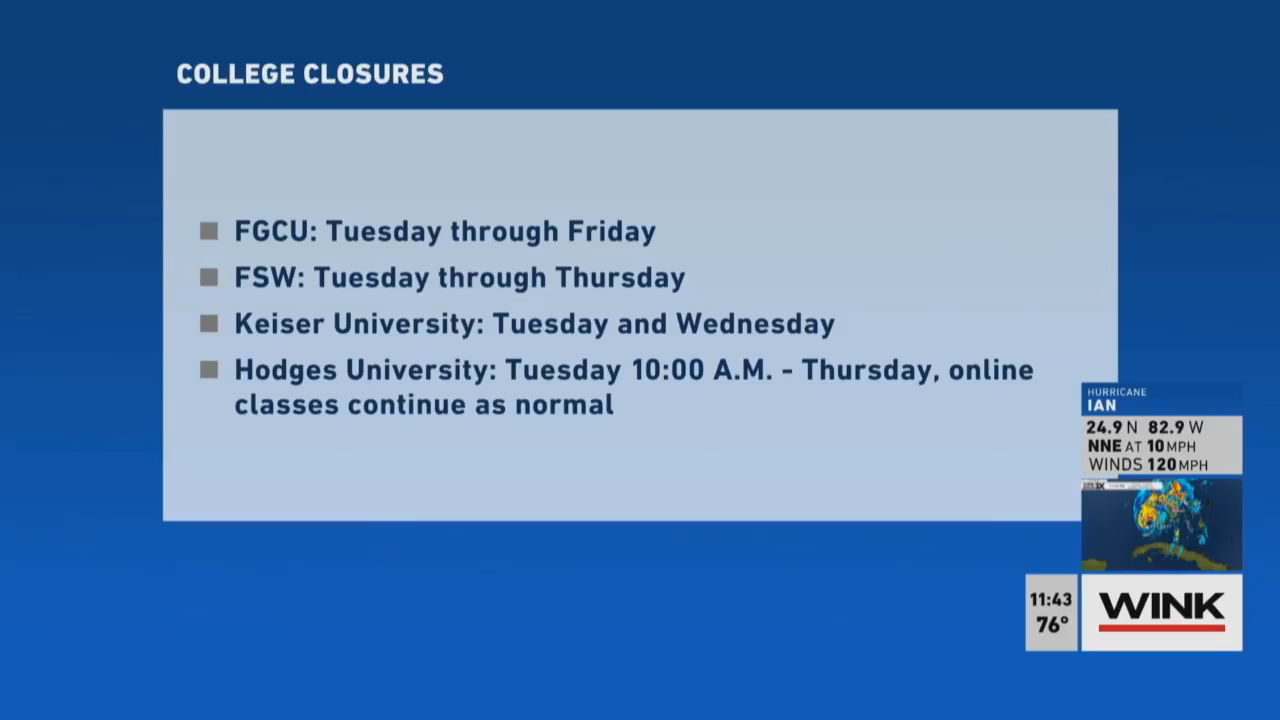 COLLEGE CLOSURES
FGCU: Tuesday through Friday
FSW: Tuesday through Thursday
Keiser University: Tuesday and Wednesday
Hodges University: Tuesday 10:00 A.M. - Thursday, online
classes continue as normal
HURRICANE
IAN
24.9 N 82.9 W
NNE AT 10 MPH
WINDS 120 MPH
11:43
76°
WINK